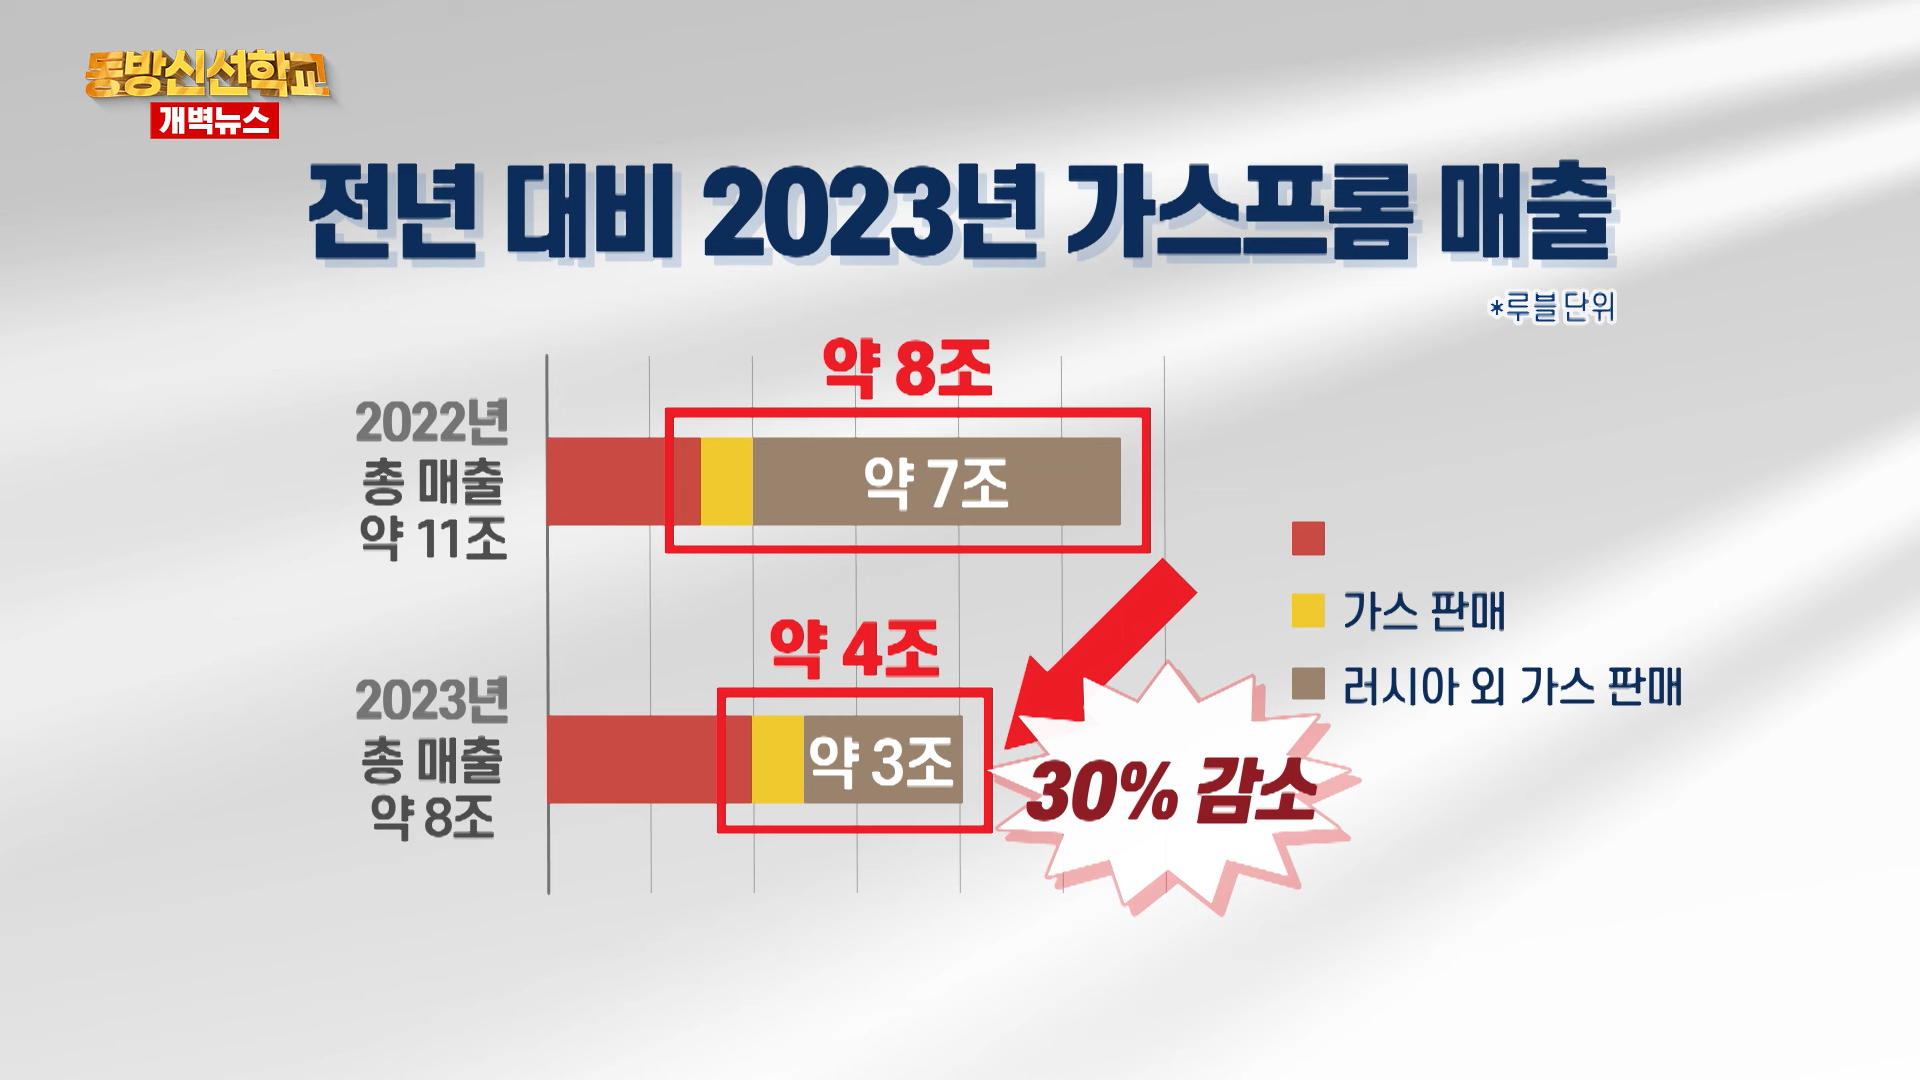 동방신선학교
개벽뉴스
전년 대비 2023년 가스프롬 매출
*루블단위
약 8조
2022년
총 매출
약 11조
약 7조
가스 판매
러시아 외 가스 판매
약 4조
2023년
총 매출
약 8조
약 3조
30% 감소